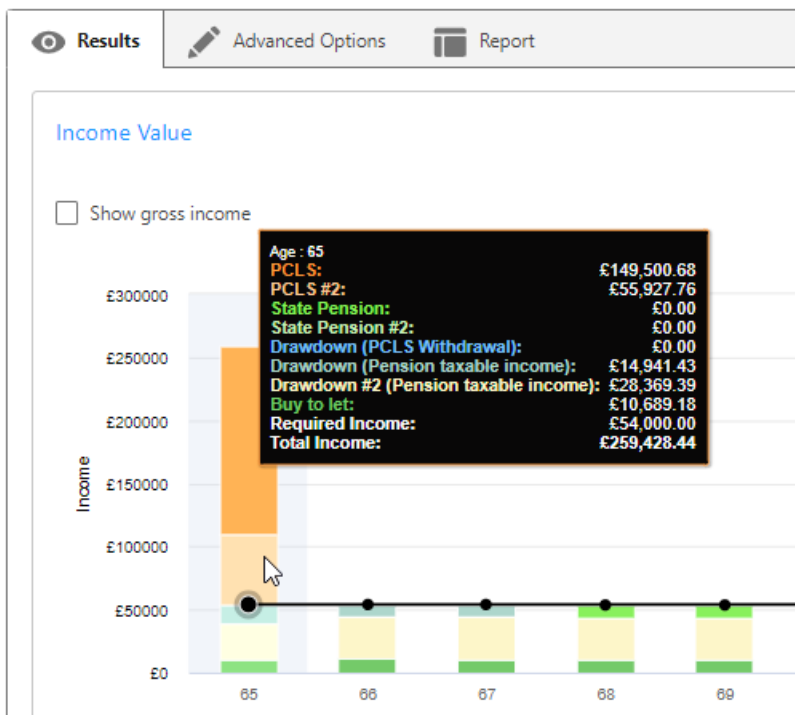 Results Advanced Options Report
Income Value
Show gross income
Age : 65
PCLS: £149,500.68
PCLS #2: £55,927.76
State Pension: £0.00
State Pension #2: £0.00
Drawdown (PCLS Withdrawal): £0.00
Drawdown (Pension taxable income): £14,941.43
Drawdown #2 (Pension taxable income): £28,369.39
Buy to let: £10,689.18
Required Income: £54,000.00
Total Income: £259,428.44
Income
£300000
£250000
£200000
£150000
£100000
£50000
£0
65 66 67 68 69